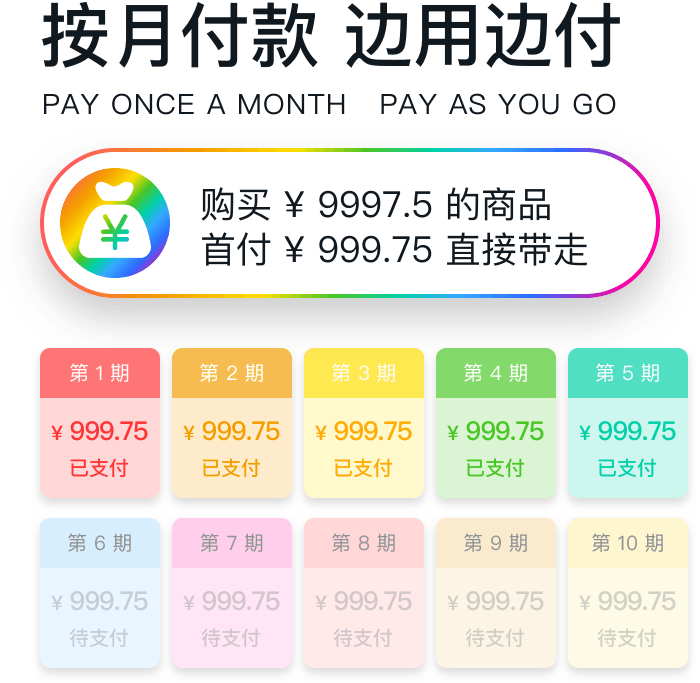 按月付款 边用边付
PAY ONCE A MONTH PAY AS YOU GO
¥
购买 ¥ 9997.5 的商品
首付 ¥ 999.75 直接带走
第 1 期 第 2 期 第 3 期 第 4 期 第 5 期
¥ 999.75 ¥ 999.75 ¥ 999.75 ¥ 999.75 ¥ 999.75
已支付 已支付 已支付 已支付 已支付
第 6 期 第 7 期 第 8 期 第 9 期 第 10 期
¥ 999.75 ¥ 999.75 ¥ 999.75 ¥ 999.75 ¥ 999.75
待支付 待支付 待支付 待支付 待支付